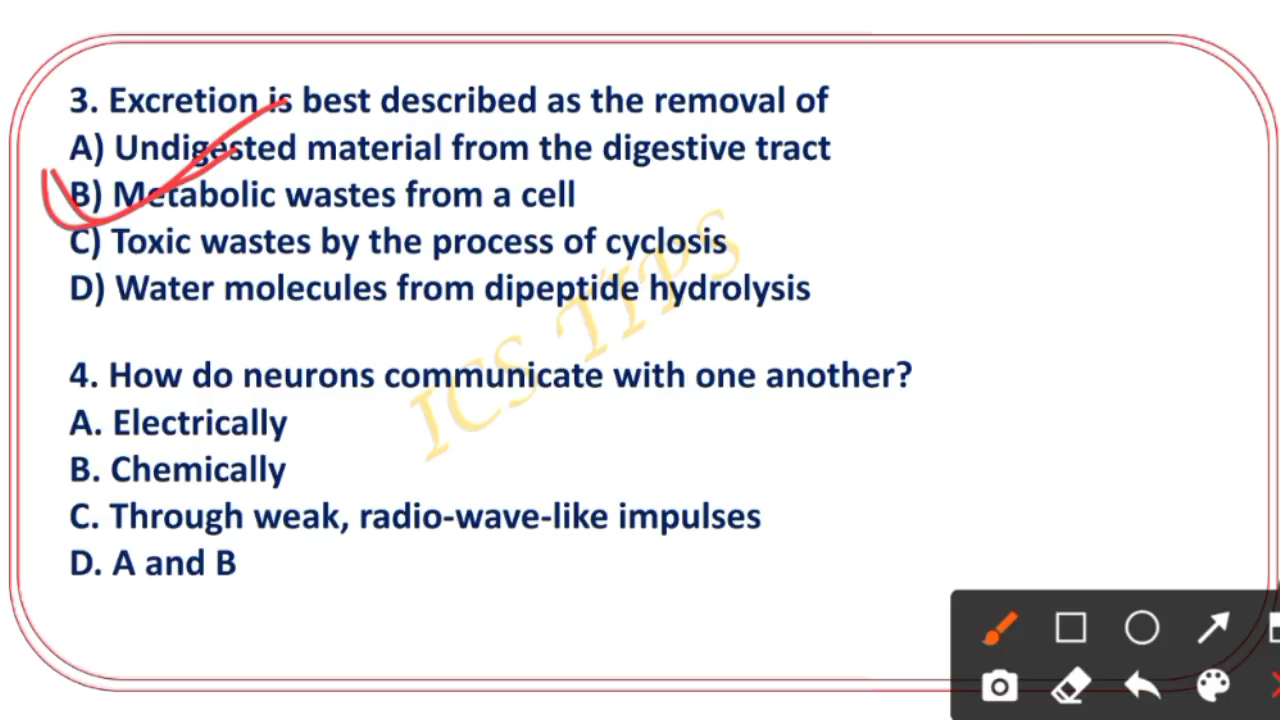 3. Excretion is best described as the removal of
A) Undigested material from the digestive tract
B) Metabolic wastes from a cell
C) Toxic wastes by the process of cyclosis
D) Water molecules from dipeptide hydrolysis
4. How do neurons communicate with one another?
A. Electrically
B. Chemically
C. Through weak, radio-wave-like impulses
D. A and B
ICS TIPS